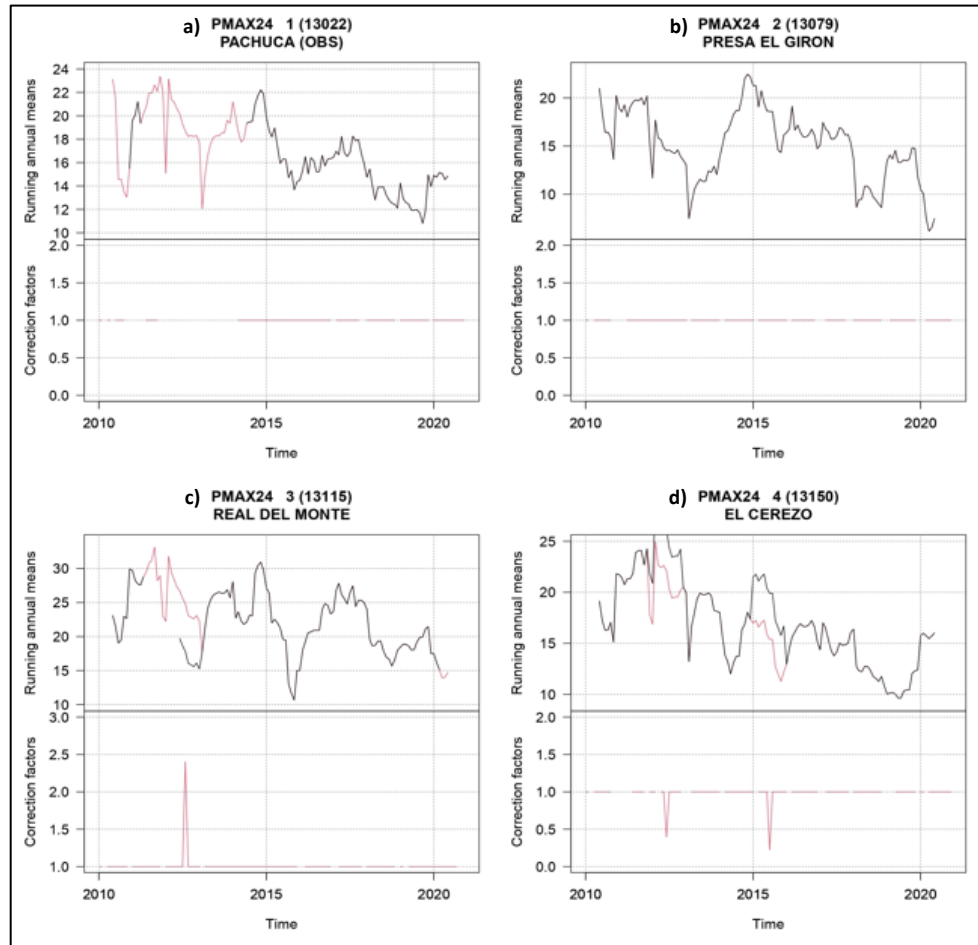 a) PMAX24 1 (13022)
PACHUCA (OBS)
Running annual means
24
22
20
18
16
14
12
10
Correction factors
2.0
1.5
1.0
0.5
0.0
2010
2015
2020
Time
b) PMAX24 2 (13079)
PRESA EL GIRON
Running annual means
20
15
10
Correction factors
2.0
1.5
1.0
0.5
0.0
2010
2015
2020
Time
c) PMAX24 3 (13115)
REAL DEL MONTE
Running annual means
30
25
20
15
10
Correction factors
3.0
2.5
2.0
1.5
1.0
2010
2015
2020
Time
d) PMAX24 4 (13150)
EL CEREZO
Running annual means
25
20
15
10
Correction factors
2.0
1.5
1.0
0.5
0.0
2010
2015
2020
Time